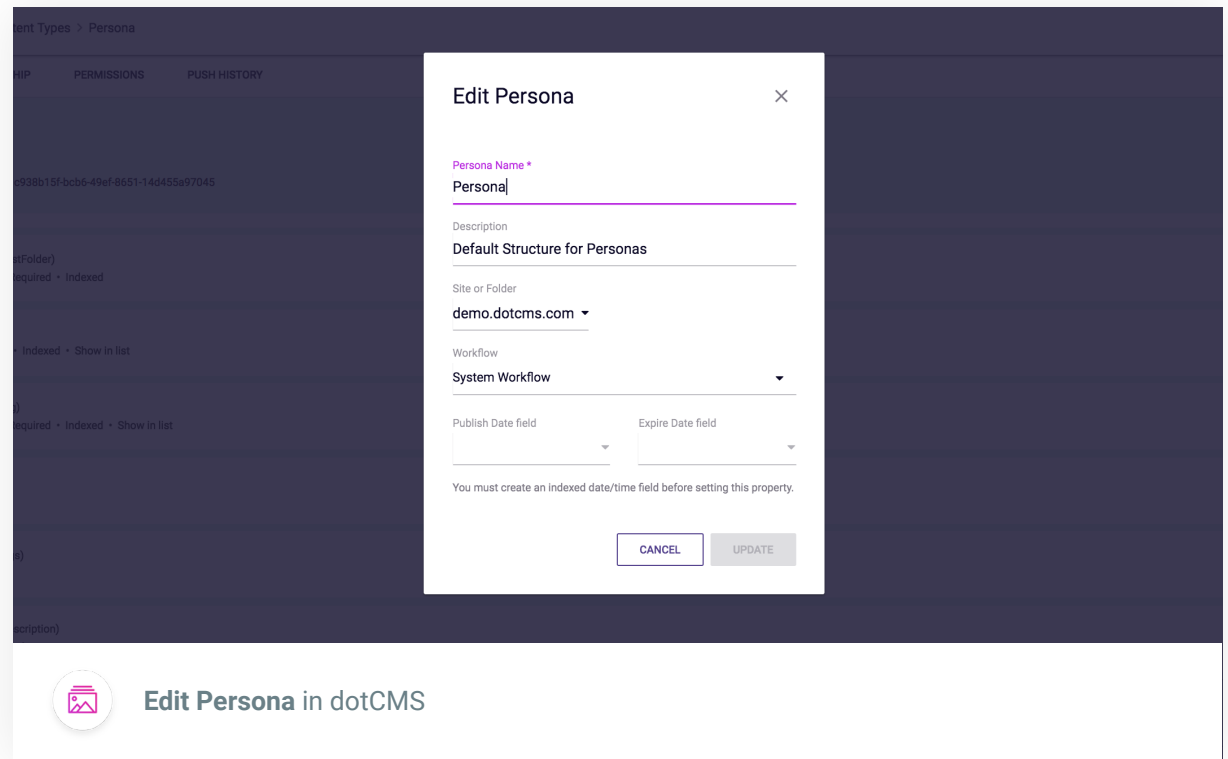 tent Types > Persona
HIP PERMISSIONS PUSH HISTORY
c938b15f-bcb6-49ef-8651-14d455a97045
stFolder)
equired • Indexed
• Indexed • Show in list
g)
equired • Indexed • Show in list
s)
scription)
Edit Persona
Persona Name *
Persona
Description
Default Structure for Personas
Site or Folder
demo.dotcms.com
Workflow
System Workflow
Publish Date field Expire Date field
You must create an indexed date/time field before setting this property.
CANCEL UPDATE
Edit Persona in dotCMS